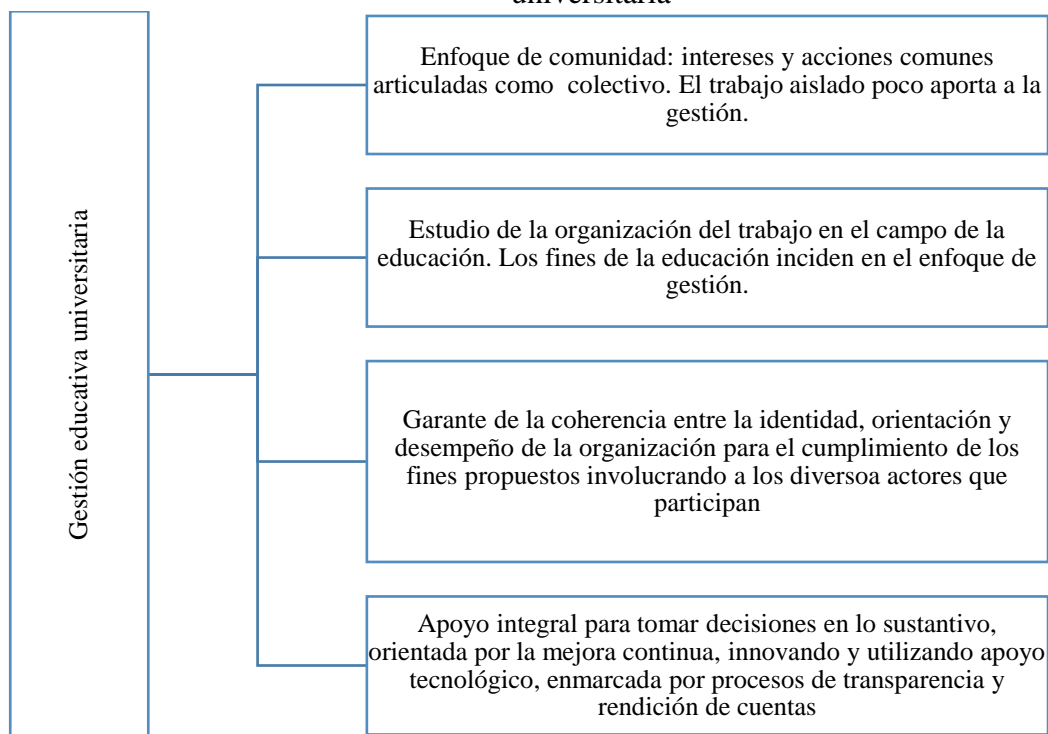 universitaria
Gestión educativa universitaria
Enfoque de comunidad: intereses y acciones comunes
articuladas como colectivo. El trabajo aislado poco aporta a la
gestión.
Estudio de la organización del trabajo en el campo de la
educación. Los fines de la educación inciden en el enfoque de
gestión.
Garante de la coherencia entre la identidad, orientación y
desempeño de la organización para el cumplimiento de los
fines propuestos involucrando a los diversoa actores que
participan
Apoyo integral para tomar decisiones en lo sustantivo,
orientada por la mejora continua, innovando y utilizando apoyo
tecnológico, enmarcada por procesos de transparencia y
rendición de cuentas